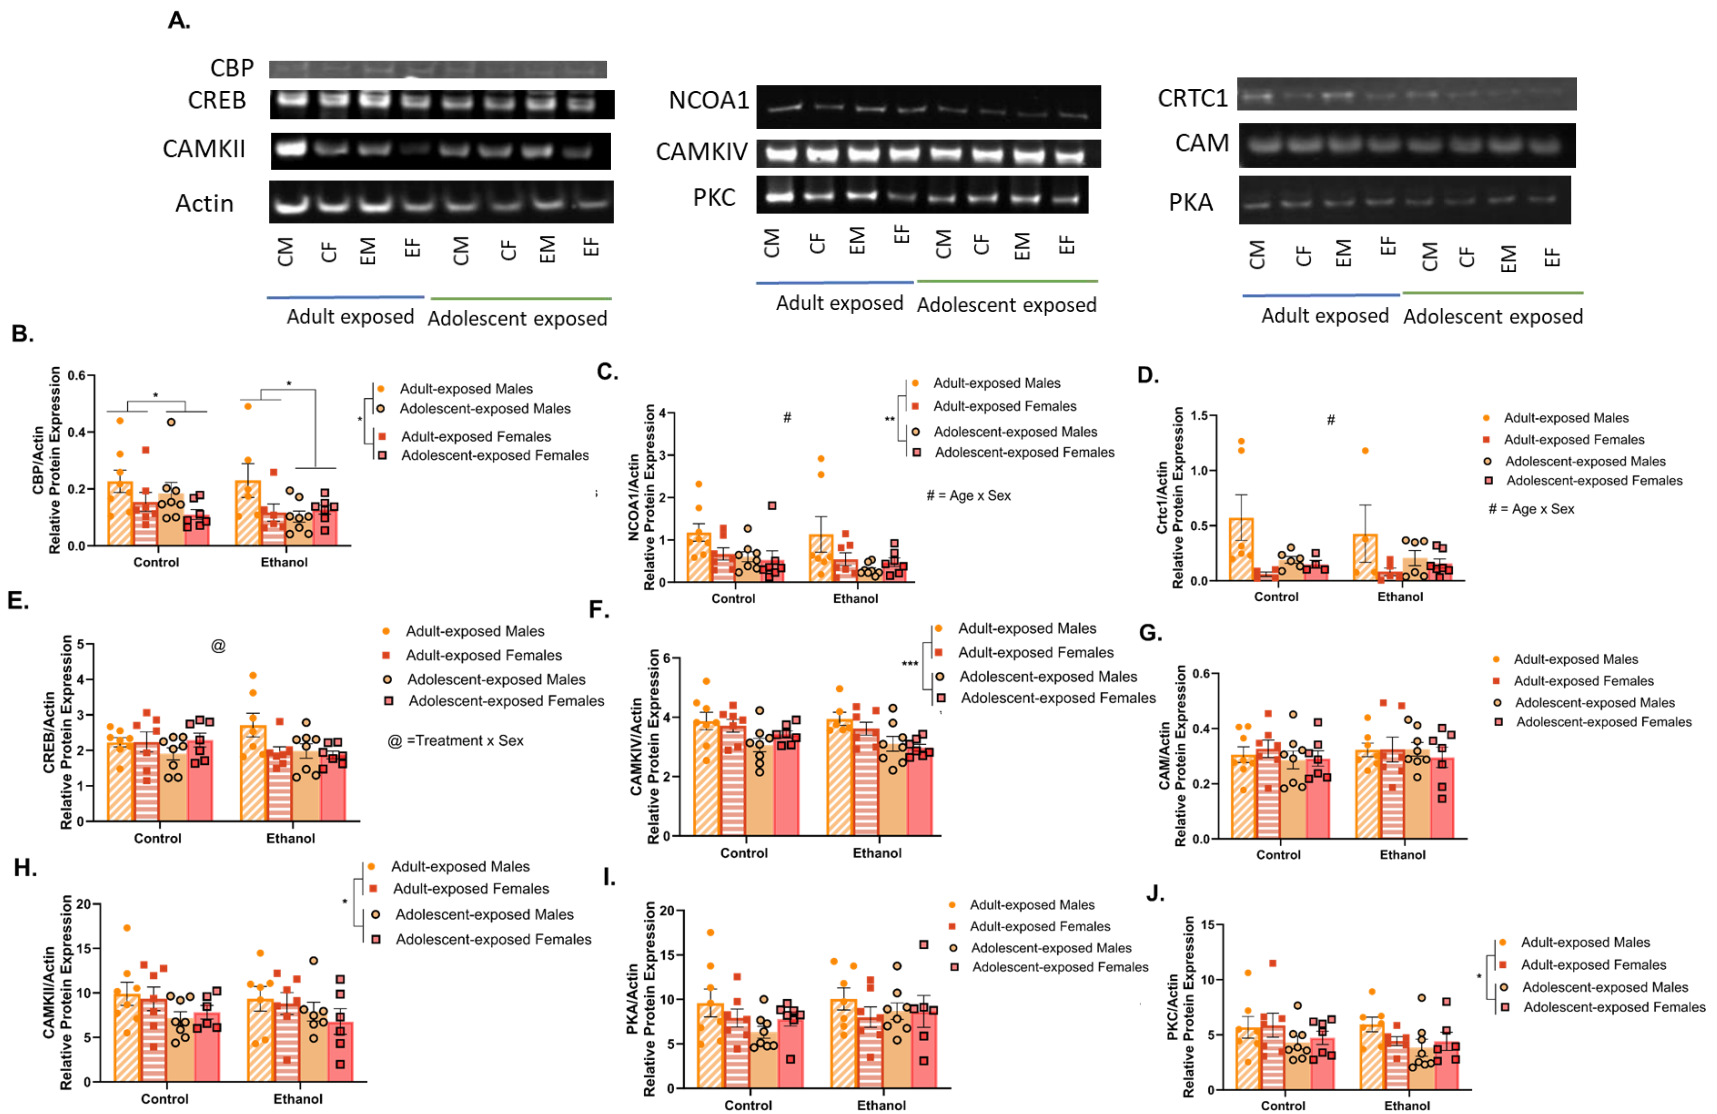 A.
CBP
CREB
CAMKII
Actin
CM CF EM EF CM CF EM EF
Adult exposed Adolescent exposed
NCOA1
CAMKIV
PKC
CM CF EM EF CM CF EM EF
Adult exposed Adolescent exposed
CRTC1
CAM
PKA
CM CF EM EF CM CF EM EF
Adult exposed Adolescent exposed
B.
CBP/Actin
Relative Protein Expression
0.6
0.4
0.2
0.0
*
*
Control Ethanol
*
Adult-exposed Males
Adolescent-exposed Males
Adult-exposed Females
Adolescent-exposed Females
C.
NCOA1/Actin
Relative Protein Expression
4
3
2
1
0
#
Control Ethanol
**
Adult-exposed Males
Adult-exposed Females
Adolescent-exposed Males
Adolescent-exposed Females
# = Age x Sex
D.
Crtc1/Actin
Relative Protein Expression
1.5
1.0
0.5
0.0
#
Control Ethanol
Adult-exposed Males
Adult-exposed Females
Adolescent-exposed Males
Adolescent-exposed Females
# = Age x Sex
E.
CREB/Actin
Relative Protein Expression
5
4
3
2
1
0
@
Control Ethanol
Adult-exposed Males
Adult-exposed Females
Adolescent-exposed Males
Adolescent-exposed Females
@ =Treatment x Sex
F.
CAMKIV/Actin
Relative Protein Expression
6
4
2
0
Control Ethanol
***
Adult-exposed Males
Adult-exposed Females
Adolescent-exposed Males
Adolescent-exposed Females
G.
CAM/Actin
Relative Protein Expression
0.6
0.4
0.2
0.0
Control Ethanol
Adult-exposed Males
Adult-exposed Females
Adolescent-exposed Males
Adolescent-exposed Females
H.
CAMKII/Actin
Relative Protein Expression
20
15
10
5
0
Control Ethanol
*
Adult-exposed Males
Adult-exposed Females
Adolescent-exposed Males
Adolescent-exposed Females
I.
PKA/Actin
Relative Protein Expression
20
15
10
5
0
Control Ethanol
Adult-exposed Males
Adult-exposed Females
Adolescent-exposed Males
Adolescent-exposed Females
J.
PKC/Actin
Relative Protein Expression
15
10
5
0
Control Ethanol
*
Adult-exposed Males
Adult-exposed Females
Adolescent-exposed Males
Adolescent-exposed Females